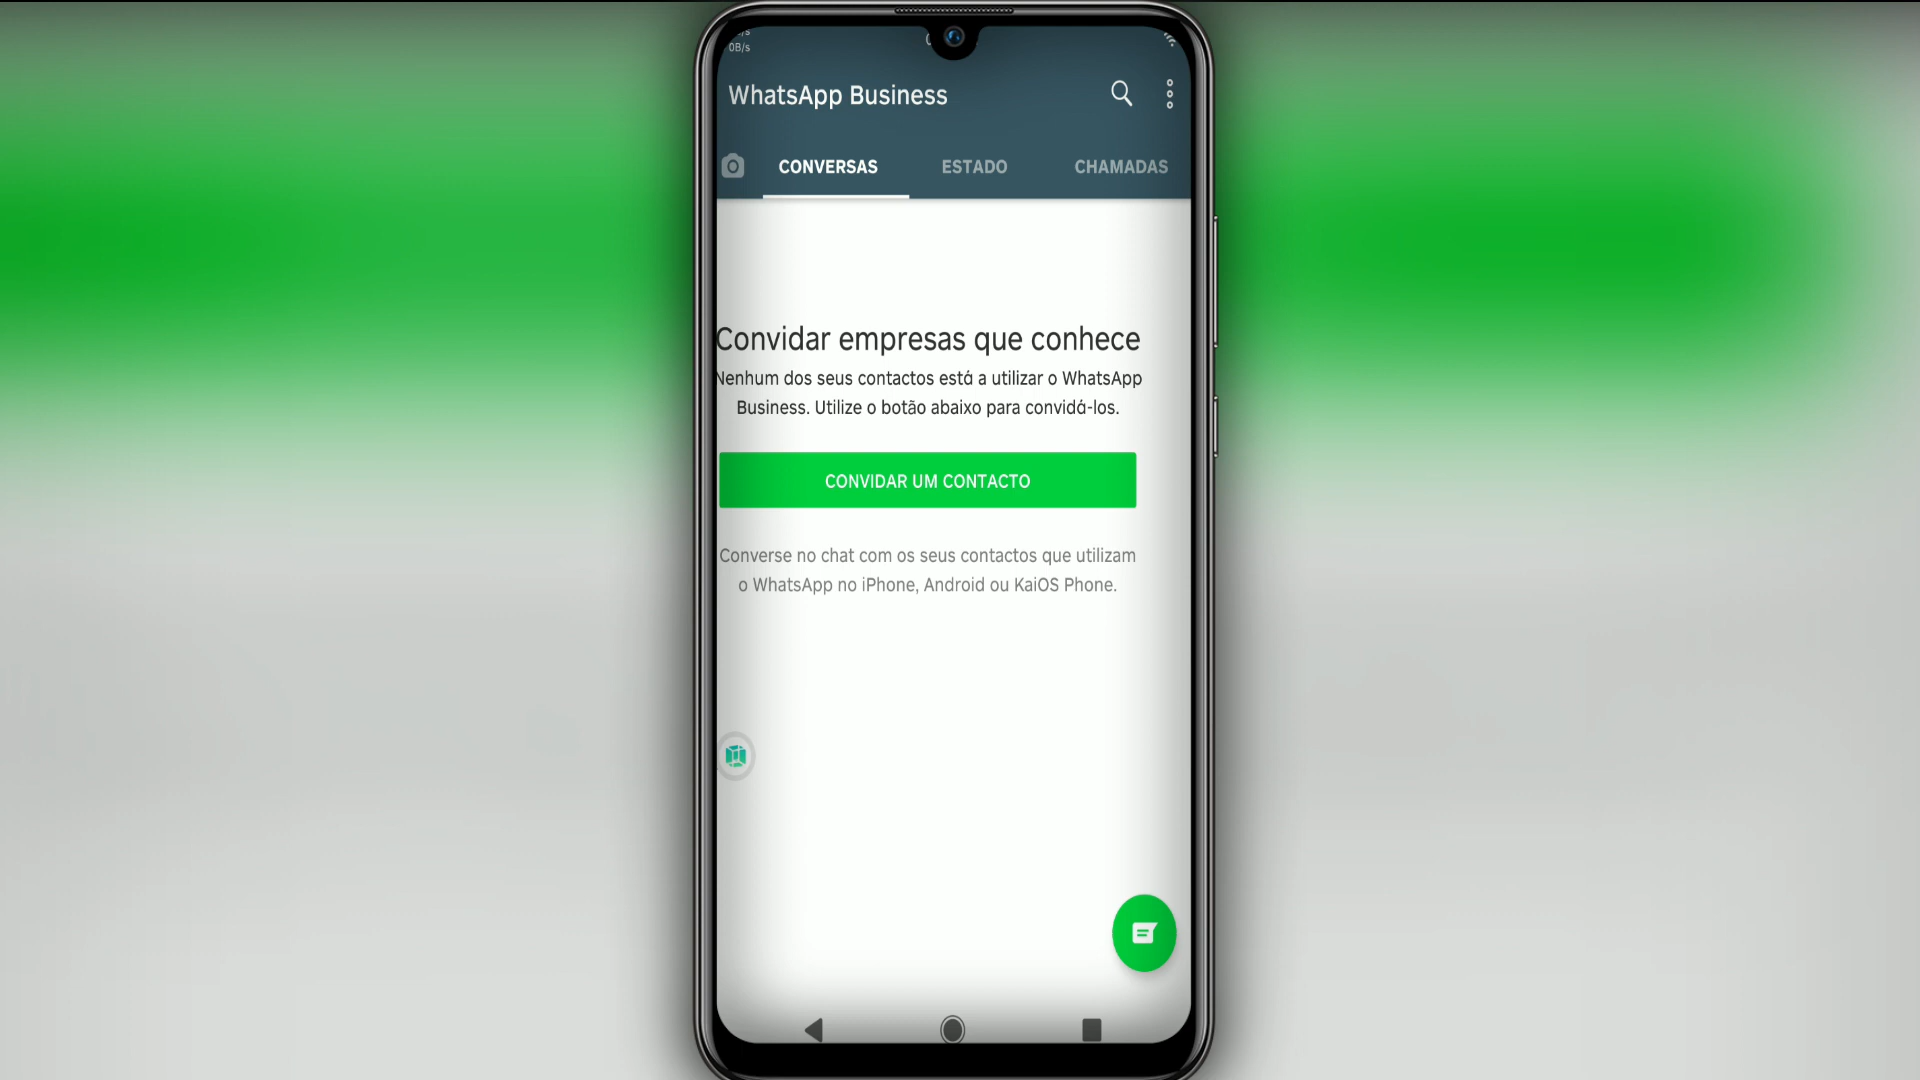 0B/s
WhatsApp Business
CONVERSAS
ESTADO
CHAMADAS
Convidar empresas que conhece
Nenhum dos seus contactos está a utilizar o WhatsApp
Business. Utilize o botão abaixo para convidá-los.
CONVIDAR UM CONTACTO
Converse no chat com os seus contactos que utilizam
o WhatsApp no iPhone, Android ou KaiOS Phone.